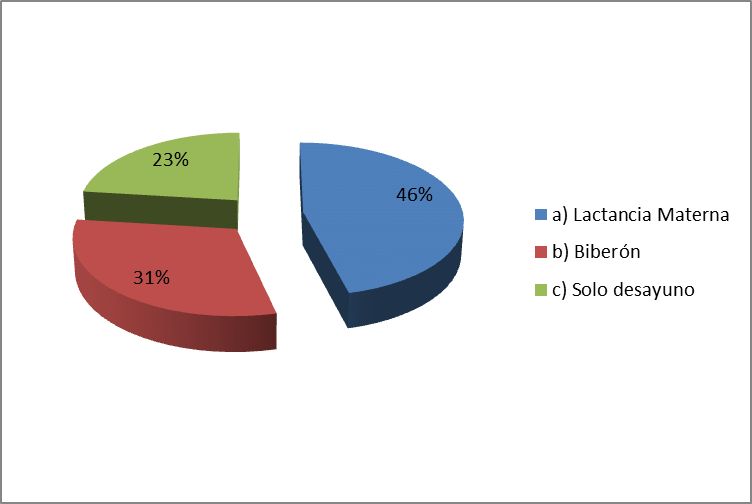 23%
46%
31%
a) Lactancia Materna
b) Biberón
c) Solo desayuno